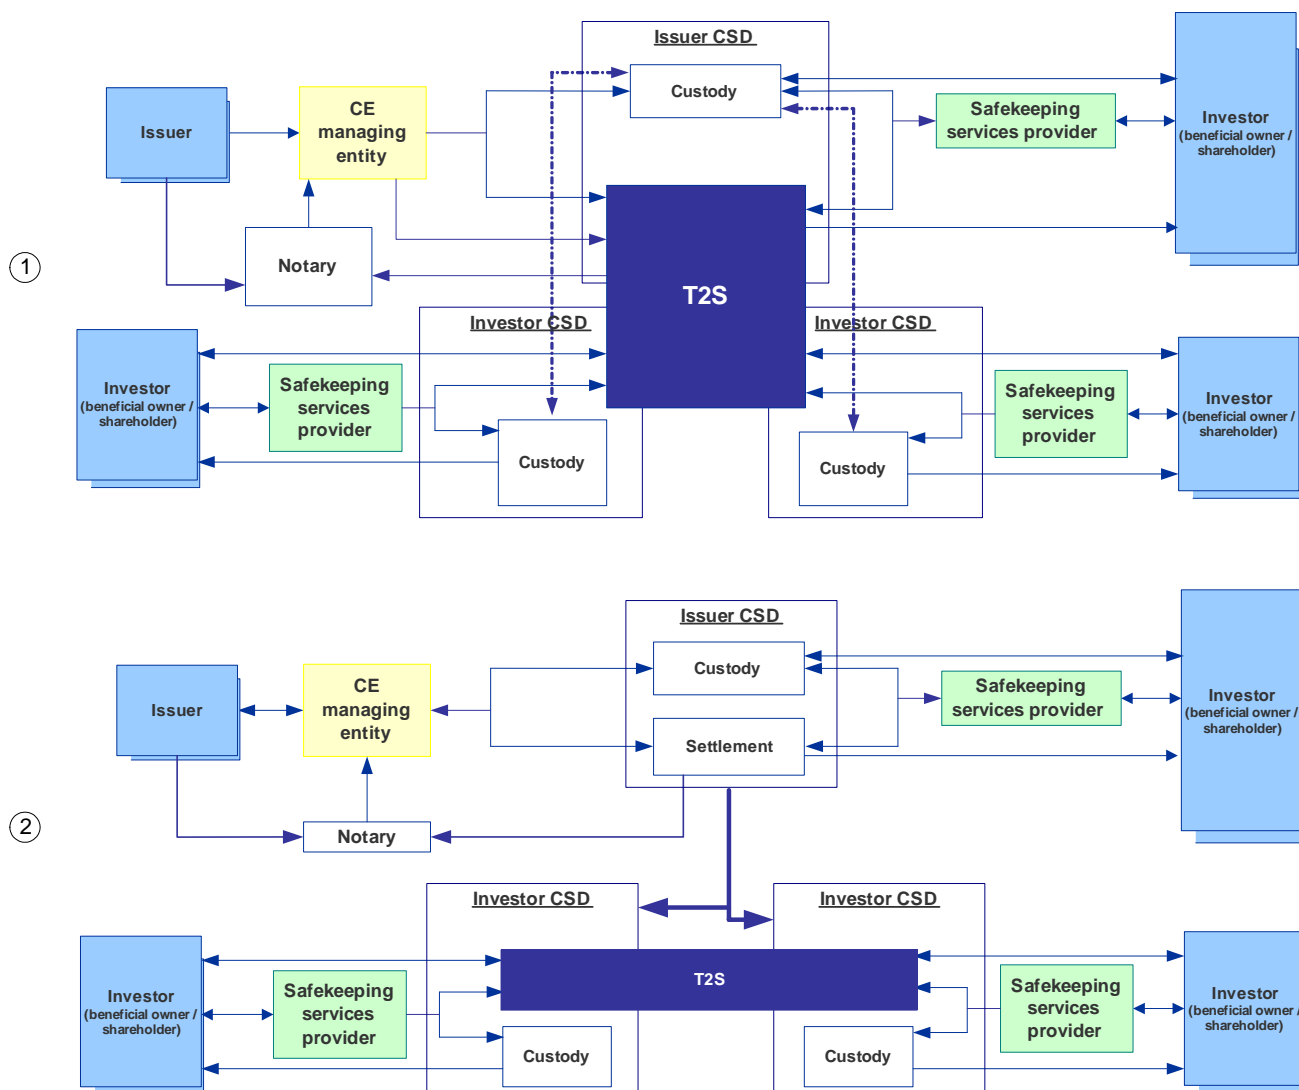 Issuer CSD
Custody
CE
managing
entity
Issuer
Safekeeping
services provider
Investor
(beneficial owner /
shareholder)
1
Notary
T2S
Investor CSD
Investor CSD
Investor
(beneficial owner /
shareholder)
Safekeeping
services
provider
Custody
Custody
Safekeeping
services
provider
Investor
(beneficial owner /
shareholder)
Issuer CSD
Custody
CE
managing
entity
Issuer
Settlement
Safekeeping
services provider
Investor
(beneficial owner /
shareholder)
2
Notary
Investor CSD
Investor CSD
T2S
Investor
(beneficial owner /
shareholder)
Safekeeping
services
provider
Custody
Custody
Safekeeping
services
provider
Investor
(beneficial owner /
shareholder)